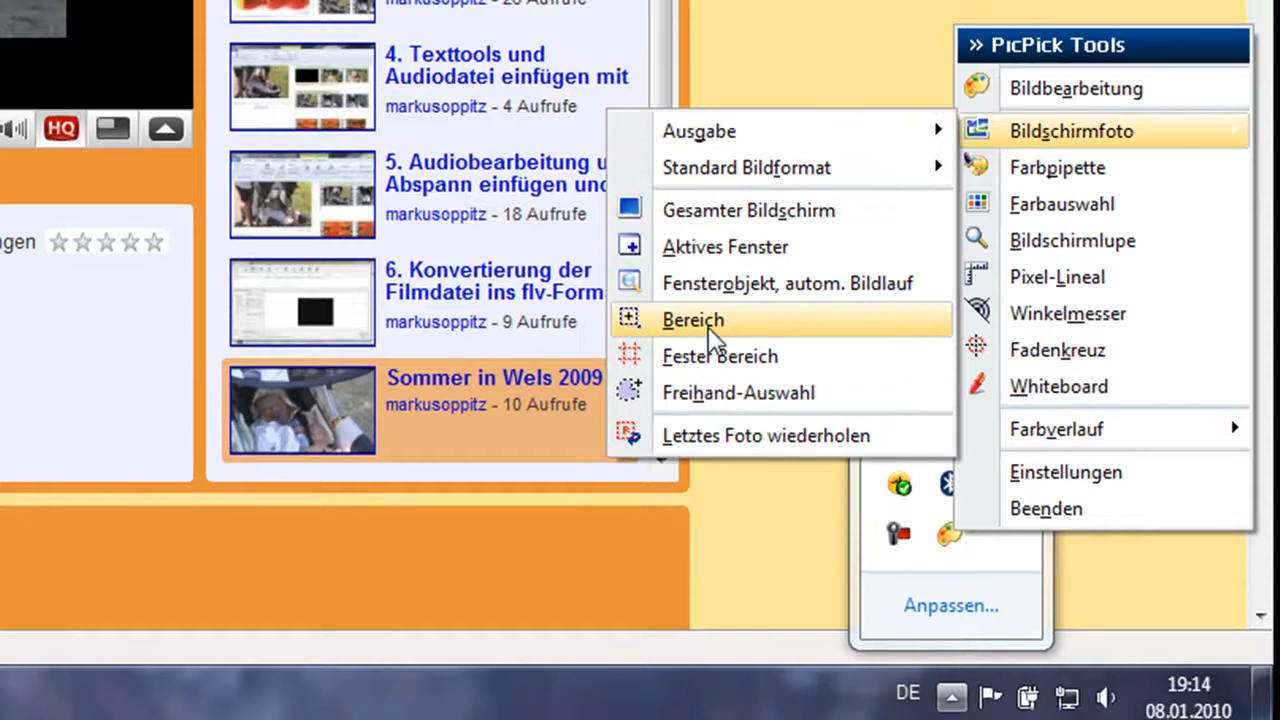 markusoppitz - 20 Aufrufe
4. Texttools und
Audiodatei einfügen mit
markusoppitz - 4 Aufrufe
5. Audiobearbeitung u
Abspann einfügen und
markusoppitz - 18 Aufrufe
6. Konvertierung der
Filmdatei ins flv-Form
markusoppitz - 9 Aufrufe
Sommer in Wels 2009
markusoppitz - 10 Aufrufe
HQ
ngen
Ausgabe
Standard Bildformat
Gesamter Bildschirm
Aktives Fenster
Fensterobjekt, autom. Bildlauf
Bereich
Fester Bereich
Freihand-Auswahl
Letztes Foto wiederholen
» PicPick Tools
Bildbearbeitung
Bildschirmfoto
Farbpipette
Farbauswahl
Bildschirmlupe
Pixel-Lineal
Winkelmesser
Fadenkreuz
Whiteboard
Farbverlauf
Einstellungen
Beenden
Anpassen...
DE
19:14
08.01.2010